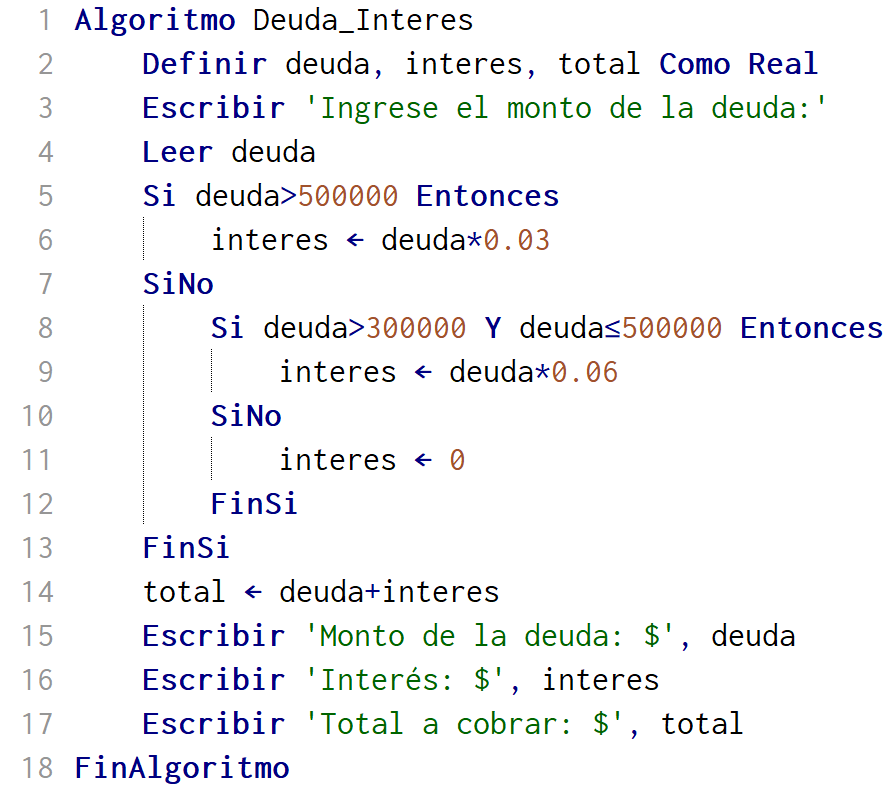 1 Algoritmo Deuda_Interes
2 Definir deuda, interes, total Como Real
3 Escribir 'Ingrese el monto de la deuda:'
4 Leer deuda
5 Si deuda>500000 Entonces
6 interes ← deuda*0.03
7 SiNo
8 Si deuda>300000 Y deuda≤500000 Entonces
9 interes ← deuda*0.06
10 SiNo
11 interes ← 0
12 FinSi
13 FinSi
14 total ← deuda+interes
15 Escribir 'Monto de la deuda: $', deuda
16 Escribir 'Interés: $', interes
17 Escribir 'Total a cobrar: $', total
18 FinAlgoritmo